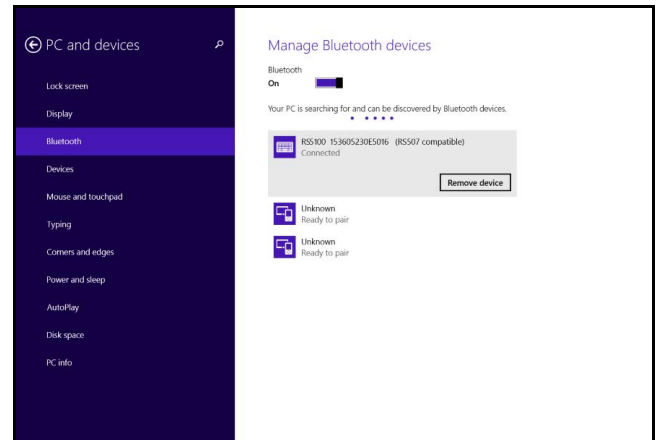 PC and devices
Lock screen
Display
Bluetooth
Devices
Mouse and touchpad
Typing
Corners and edges
Power and sleep
AutoPlay
Disk space
PC info
Manage Bluetooth devices
Bluetooth
On
Your PC is searching for and can be discovered by Bluetooth devices.
RS5100 153605230E5016 (RS507 compatible)
Connected
Remove device
Unknown
Ready to pair
Unknown
Ready to pair